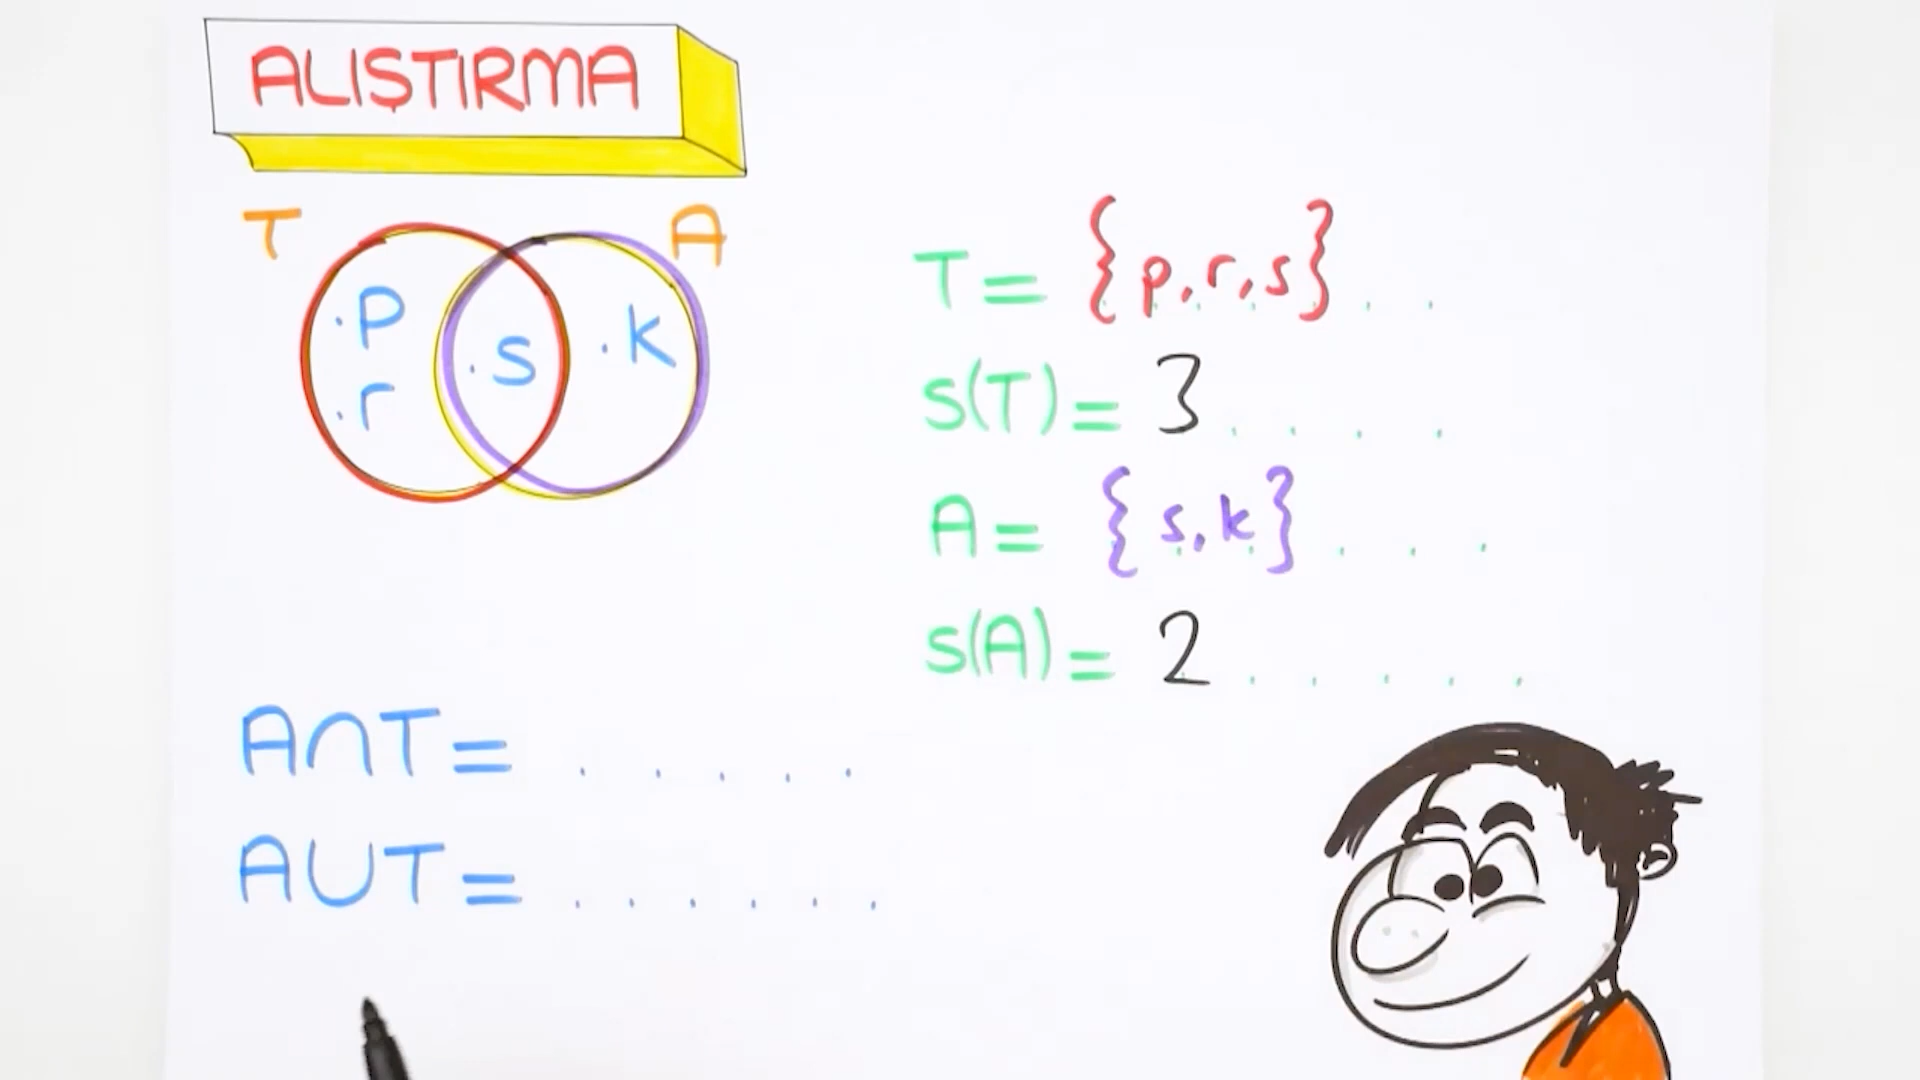 ALIŞTIRMA
T A
.p
.r
.s
.k
T = {p,r,s} . .
s(T) = 3 . . . .
A = {s,k} . . .
s(A) = 2 . . . . .
A∩T = . . . . .
A∪T = . . . . . .